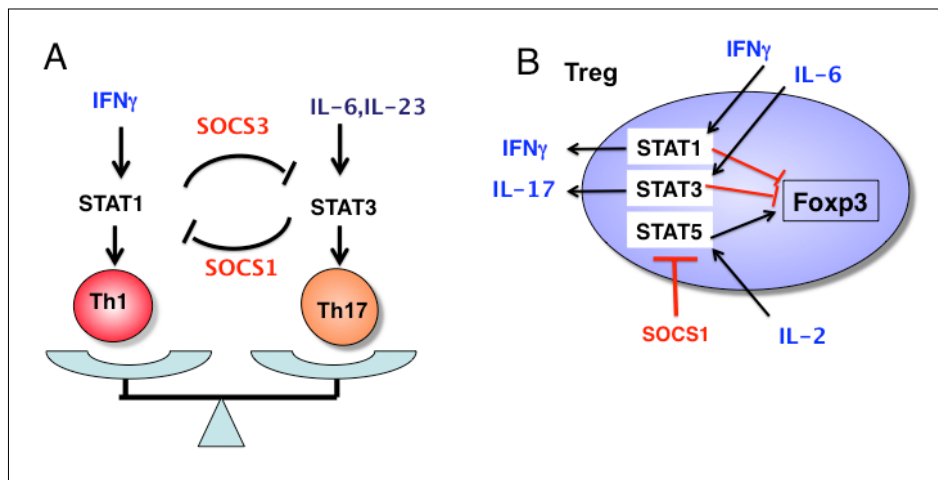 A
IFNγ
IL-6,IL-23
SOCS3
STAT1
STAT3
SOCS1
Th1
Th17
B
Treg
IFNγ
IL-6
IFNγ
STAT1
IL-17
STAT3
Foxp3
STAT5
SOCS1
IL-2